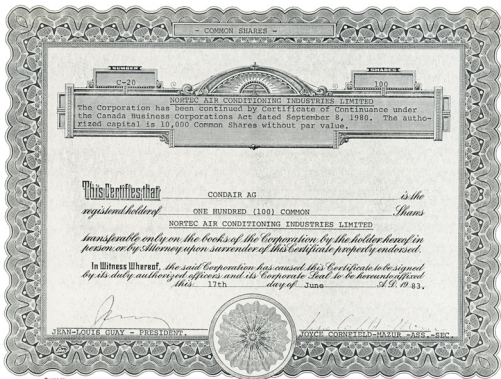 - COMMON SHARES -
NUMBER
C-20
SHARES
100
NORTEC AIR CONDITIONING INDUSTRIES LIMITED
The Corporation has been continued by Certificate of Continuance under
the Canada Business Corporations Act dated September 8, 1980. The autho-
rized capital is 10,000 Common Shares without par value.
This Certifies that CONDAIR AG is the
registered holder of ONE HUNDRED (100) COMMON Shares
NORTEC AIR CONDITIONING INDUSTRIES LIMITED
transferable only on the books of the Corporation by the holder hereof in
person or by Attorney upon surrender of this Certificate properly endorsed.
In Witness Whereof, the said Corporation has caused this Certificate to be signed
by its duly authorized officers and its Corporate Seal to be hereunto affixed
this 17th day of June A.D. 1983.
JEAN-LOUIS GUAY - PRESIDENT.
JOYCE CORNFIELD-MAZUR -ASS.-SEC.